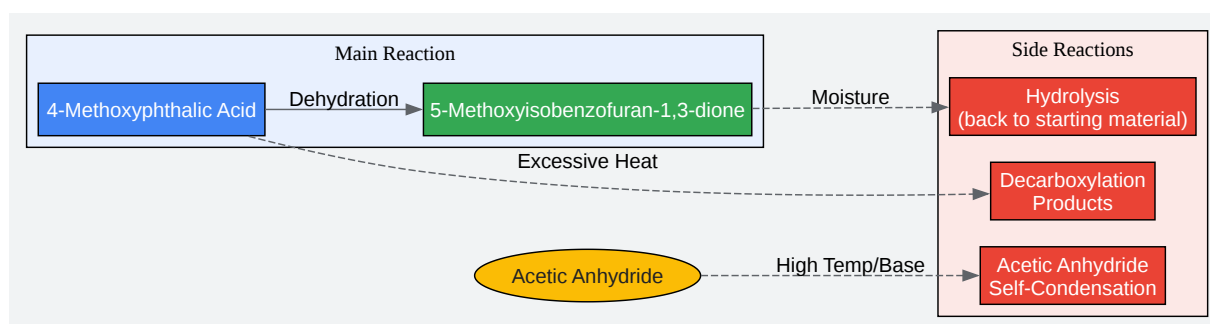 Main Reaction
4-Methoxyphthalic Acid
Dehydration
5-Methoxyisobenzofuran-1,3-dione
Moisture
Excessive Heat
Acetic Anhydride
High Temp/Base
Side Reactions
Hydrolysis
(back to starting material)
Decarboxylation
Products
Acetic Anhydride
Self-Condensation